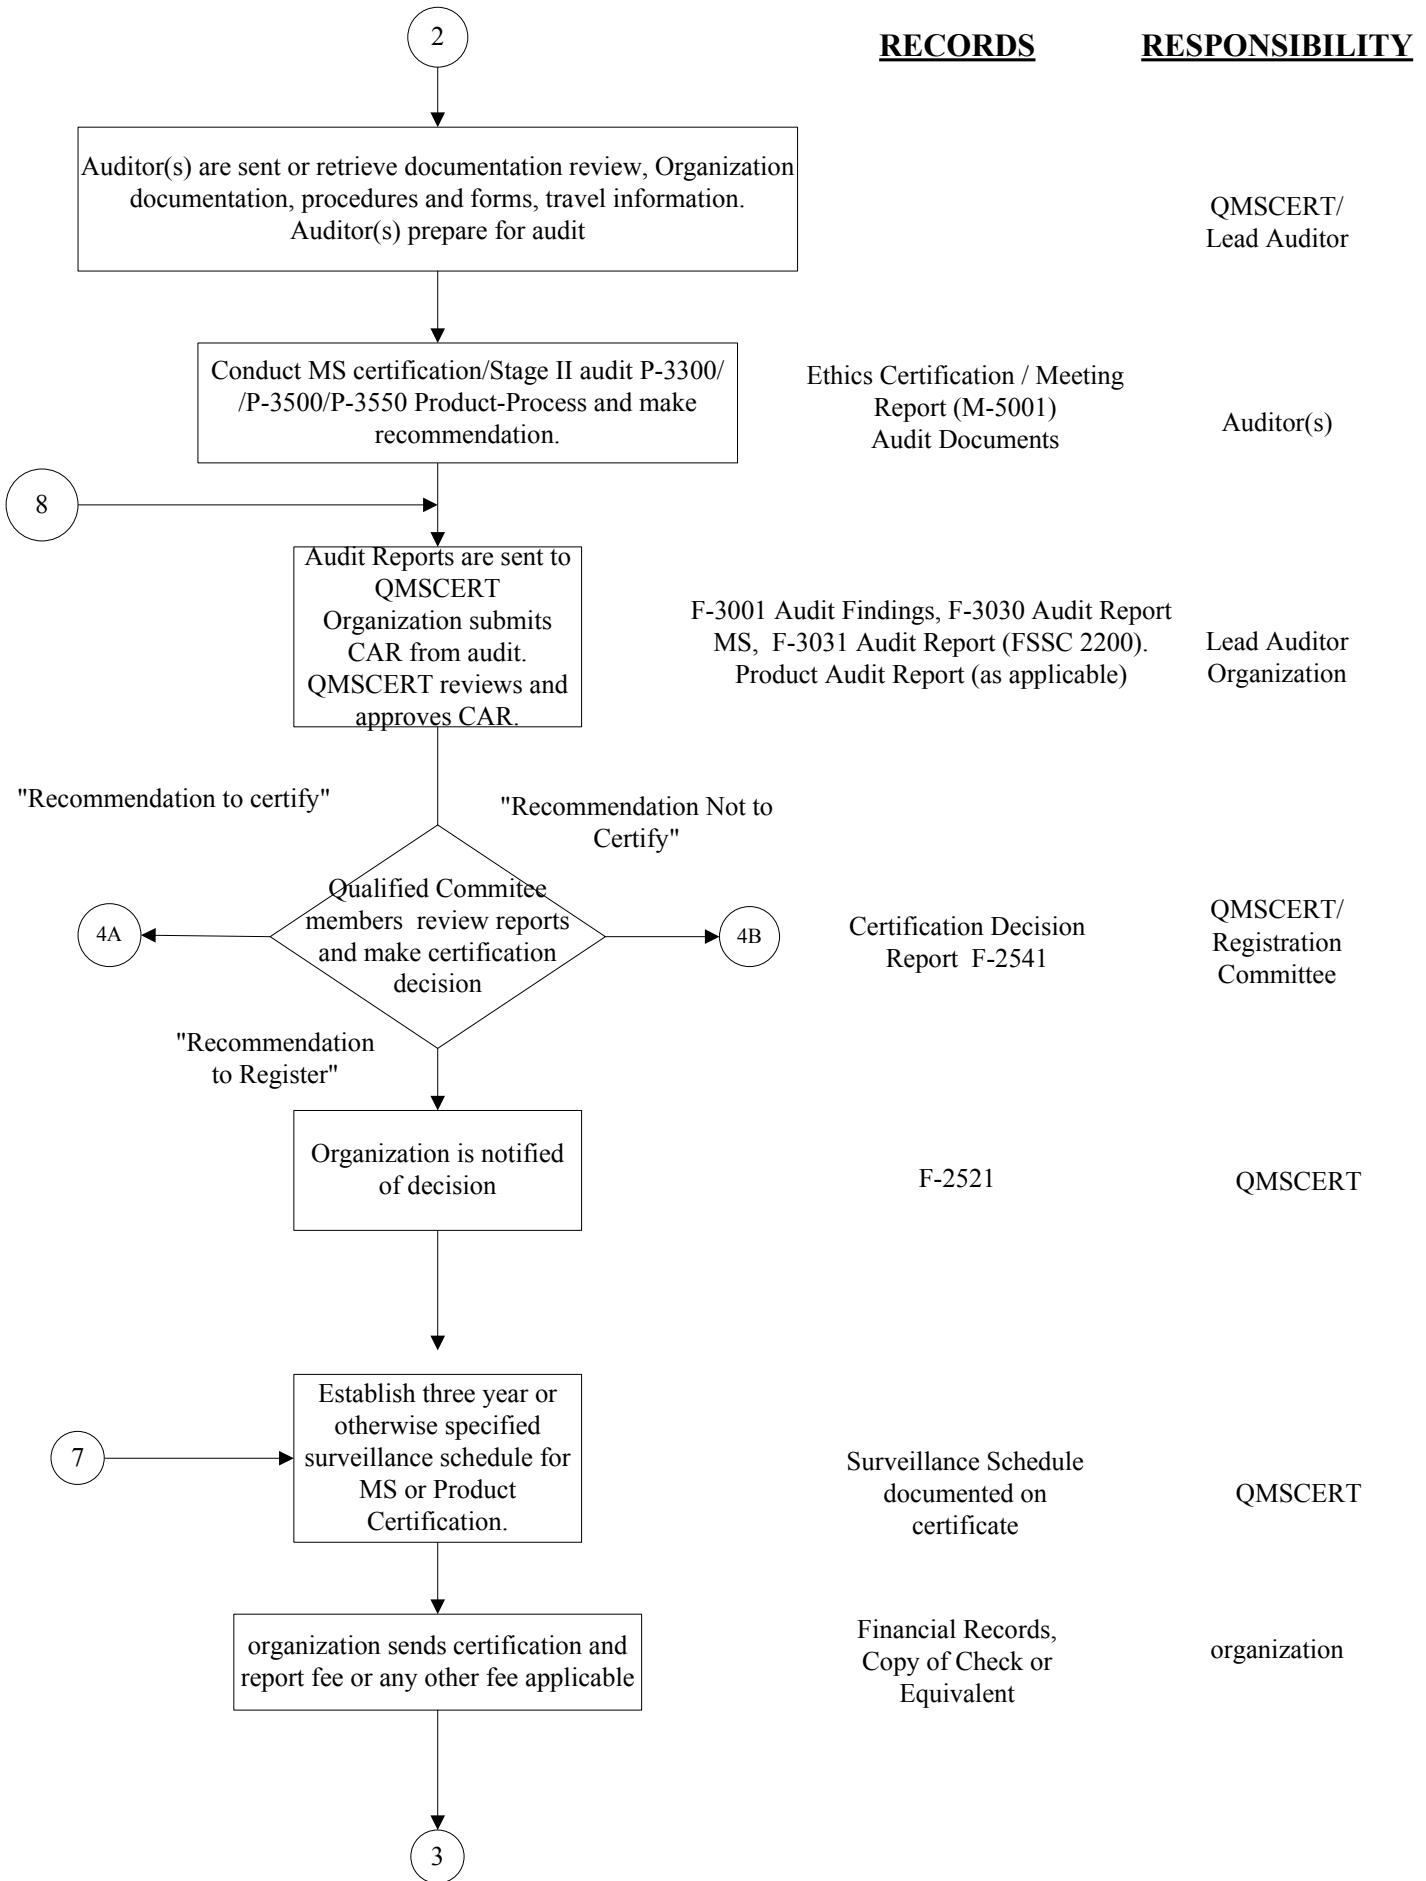 2
RECORDS
RESPONSIBILITY
Auditor(s) are sent or retrieve documentation review, Organization
documentation, procedures and forms, travel information.
Auditor(s) prepare for audit
QMSCERT/
Lead Auditor
Conduct MS certification/Stage II audit P-3300/
/P-3500/P-3550 Product-Process and make
recommendation.
Ethics Certification / Meeting
Report (M-5001)
Audit Documents
Auditor(s)
8
Audit Reports are sent to
QMSCERT
Organization submits
CAR from audit.
QMSCERT reviews and
approves CAR.
F-3001 Audit Findings, F-3030 Audit Report
MS,  F-3031 Audit Report (FSSC 2200).
Product Audit Report (as applicable)
Lead Auditor
Organization
"Recommendation to certify"
"Recommendation Not to
Certify"
4A
Qualified Commitee
members  review reports
and make certification
decision
4B
Certification Decision
Report  F-2541
QMSCERT/
Registration
Committee
"Recommendation
to Register"
Organization is notified
of decision
F-2521
QMSCERT
7
Establish three year or
otherwise specified
surveillance schedule for
MS or Product
Certification.
Surveillance Schedule
documented on
certificate
QMSCERT
organization sends certification and
report fee or any other fee applicable
Financial Records,
Copy of Check or
Equivalent
organization
3